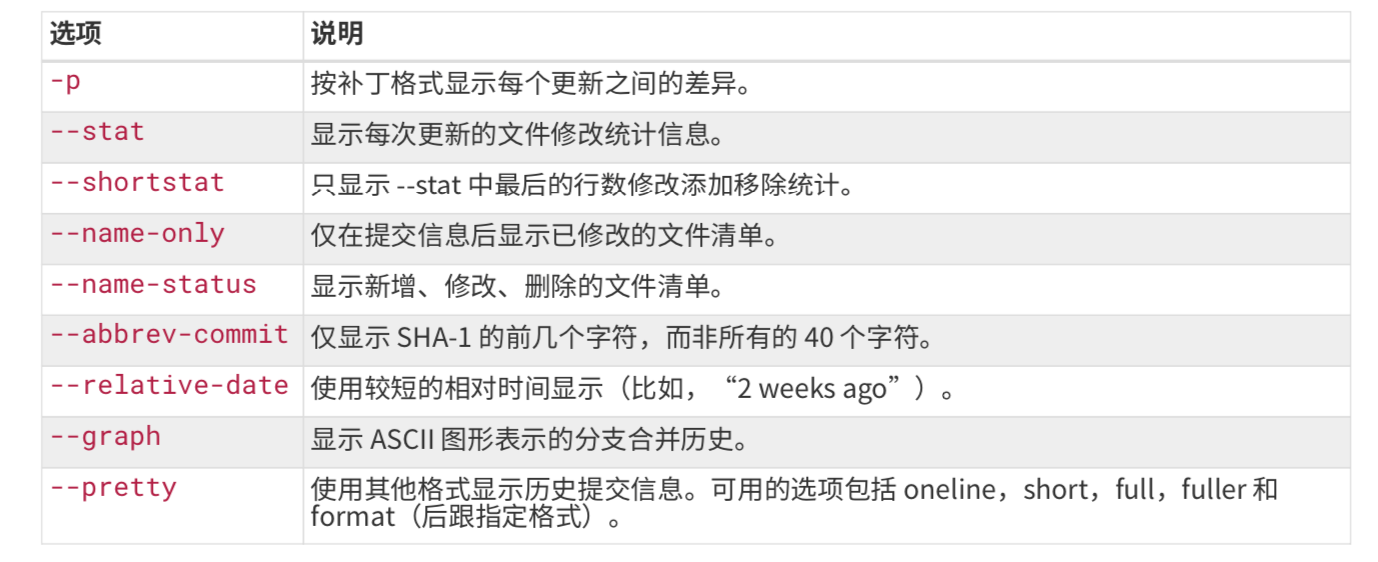 选项 说明
-p 按补丁格式显示每个更新之间的差异。
--stat 显示每次更新的文件修改统计信息。
--shortstat 只显示 --stat 中最后的行数修改添加移除统计。
--name-only 仅在提交信息后显示已修改的文件清单。
--name-status 显示新增、修改、删除的文件清单。
--abbrev-commit 仅显示 SHA-1 的前几个字符，而非所有的 40 个字符。
--relative-date 使用较短的相对时间显示（比如，“2 weeks ago”）。
--graph 显示 ASCII 图形表示的分支合并历史。
--pretty 使用其他格式显示历史提交信息。可用的选项包括 oneline，short，full，fuller 和
format（后跟指定格式）。